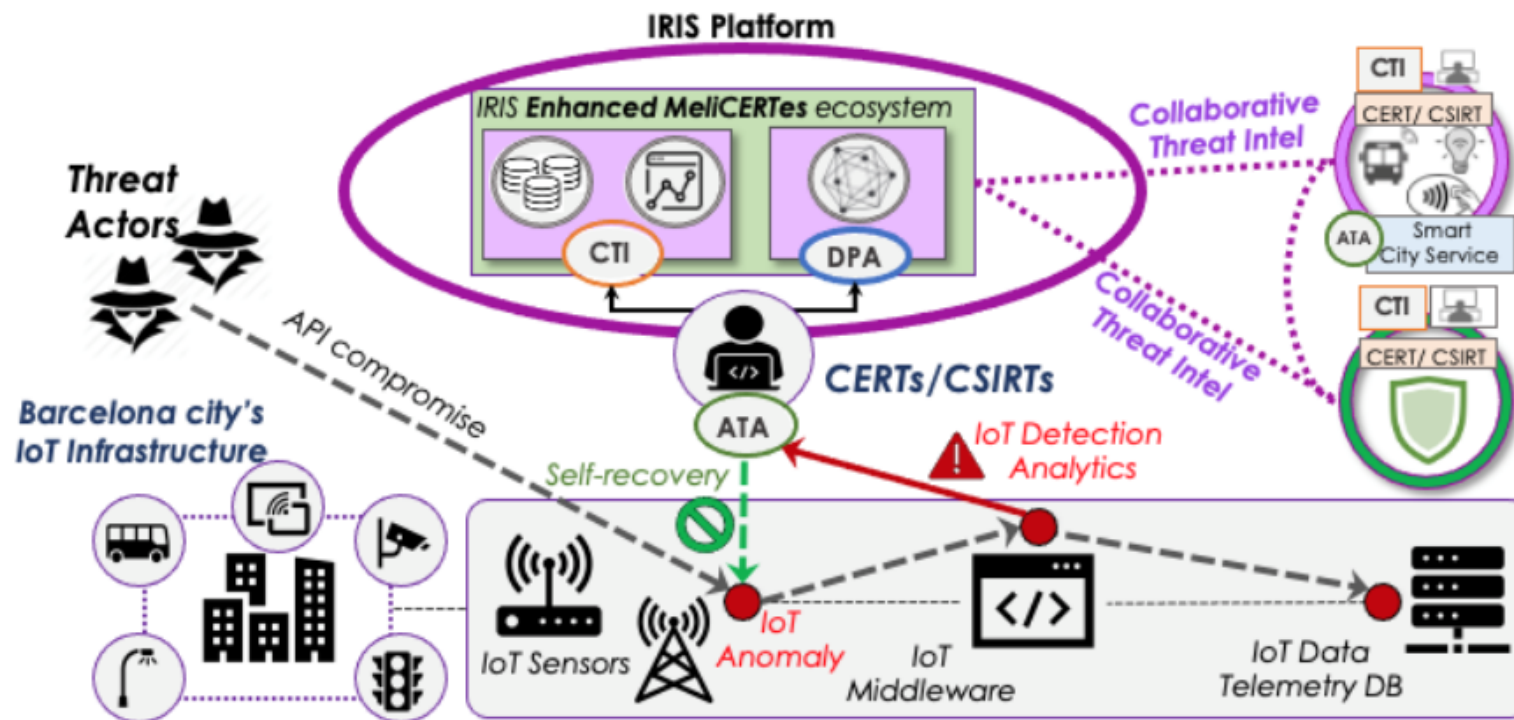 IRIS Platform
IRIS Enhanced MeliCERTes ecosystem
CTI
DPA
Threat
Actors
API compromise
Barcelona city's
IoT Infrastructure
CERTs/CSIRTs
ATA
Self-recovery
IoT Detection
Analytics
IoT Sensors
IoT
Anomaly
IoT
Middleware
IoT Data
Telemetry DB
Collaborative
Threat Intel
Collaborative
Threat Intel
CTI
CERT/ CSIRT
ATA
Smart
City Service
CTI
CERT/ CSIRT